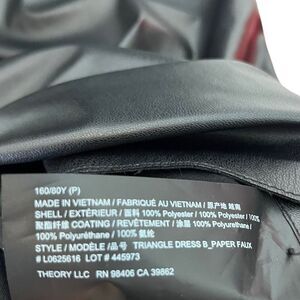 160/80Y (P)
MADE IN VIETNAM / FABRIQUÉ AU VIETNAM / 原产地 越南
SHELL / EXTÉRIEUR / 面料 100% Polyester / 100% Polyester / 100%
聚酯纤维 COATING / REVÊTEMENT / 涂层 100% Polyurethane /
100% Polyuréthane / 100% 氨纶
STYLE / MODÈLE /品号 TRIANGLE DRESS B_PAPER FAUX
# L0625616 LOT # 445973
THEORY LLC RN 98406 CA 39862